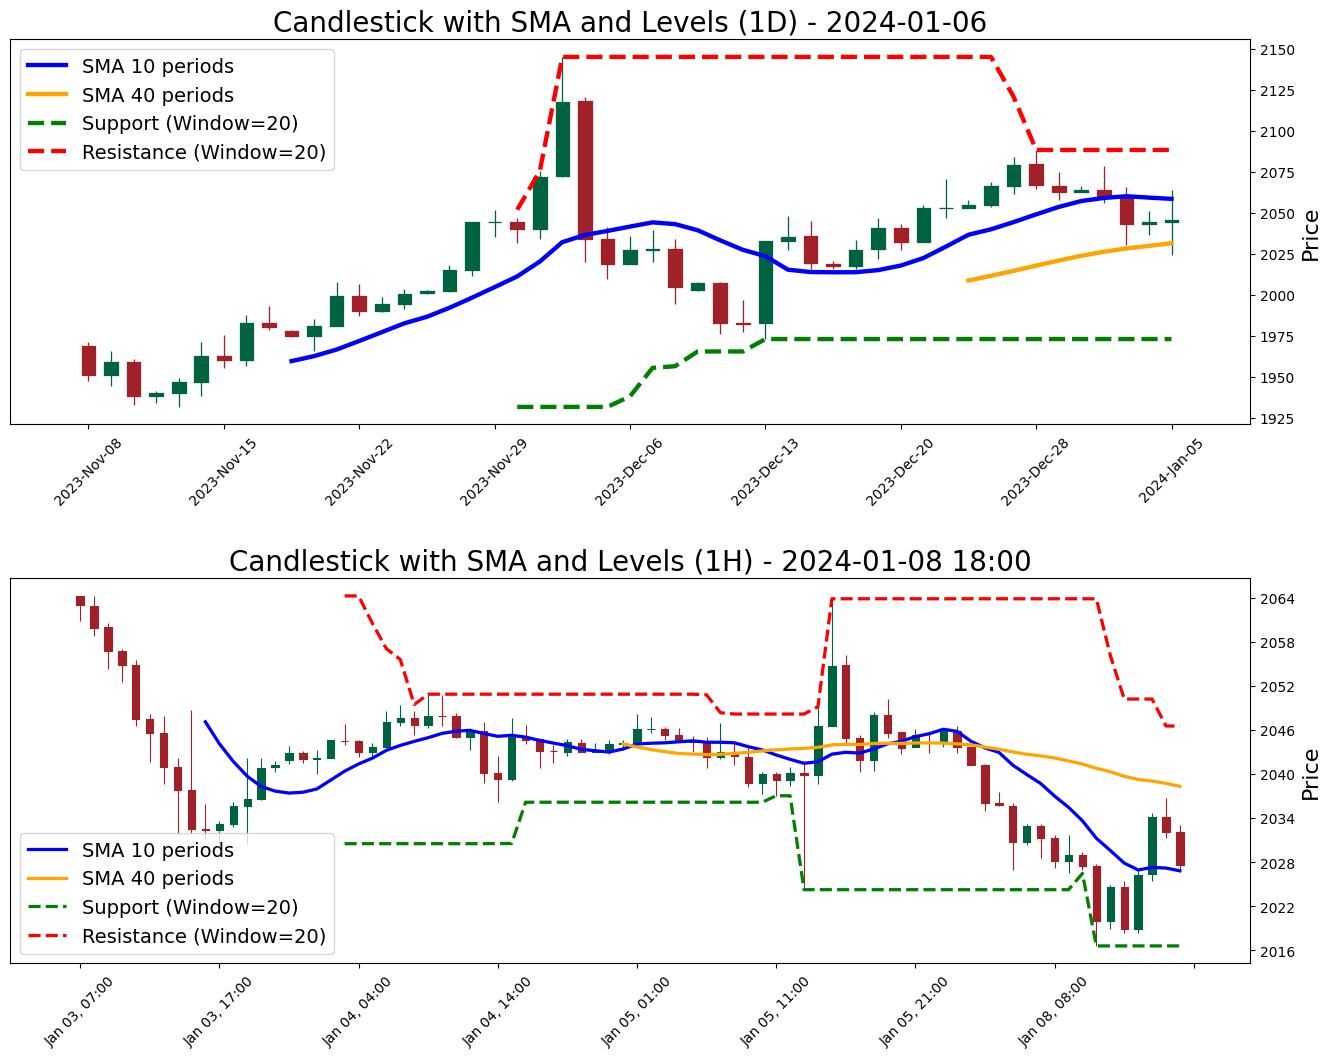 Candlestick with SMA and Levels (1D) - 2024-01-06
SMA 10 periods
SMA 40 periods
Support (Window=20)
Resistance (Window=20)
2150
2125
2100
2075
2050
2025
2000
1975
1950
1925
Price
2023-Nov-08
2023-Nov-15
2023-Nov-22
2023-Nov-29
2023-Dec-06
2023-Dec-13
2023-Dec-20
2023-Dec-28
2024-Jan-05
Candlestick with SMA and Levels (1H) - 2024-01-08 18:00
2064
2058
2052
2046
2040
2034
2028
2022
2016
Price
SMA 10 periods
SMA 40 periods
Support (Window=20)
Resistance (Window=20)
Jan 03, 07:00
Jan 03, 17:00
Jan 04, 04:00
Jan 04, 14:00
Jan 05, 01:00
Jan 05, 11:00
Jan 05, 21:00
Jan 08, 08:00